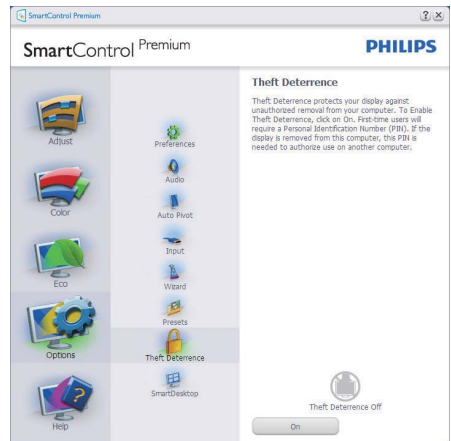 SmartControl Premium
SmartControl Premium
PHILIPS
Adjust
Color
Eco
Options
Help
Preferences
Audio
Auto Pivot
Input
Wizard
Presets
Theft Deterrence
SmartDesktop
Theft Deterrence
Theft Deterrence protects your display against
unauthorized removal from your computer. To Enable
Theft Deterrence, click on On. First-time users will
require a Personal Identification Number (PIN). If the
display is removed from this computer, this PIN is
needed to authorize use on another computer.
Theft Deterrence Off
On